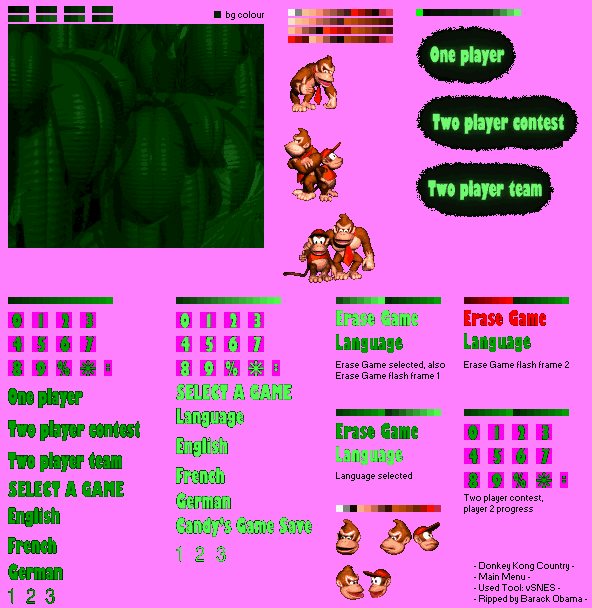 bg colour
One player
Two player contest
Two player team
0 1 2 3
4 5 6 7
8 9 % * :
One player
Two player contest
Two player team
SELECT A GAME
English
French
German
1 2 3
0 1 2 3
4 5 6 7
8 9 % * :
SELECT A GAME
Language
English
French
German
Candy's Game Save
1 2 3
Erase Game
Language
Erase Game selected, also
Erase Game flash frame 1
Erase Game
Language
Erase Game flash frame 2
Erase Game
Language
Language selected
0 1 2 3
4 5 6 7
8 9 % * :
Two player contest,
player 2 progress
- Donkey Kong Country -
- Main Menu -
- Used Tool: vSNES -
- Ripped by Barack Obama -